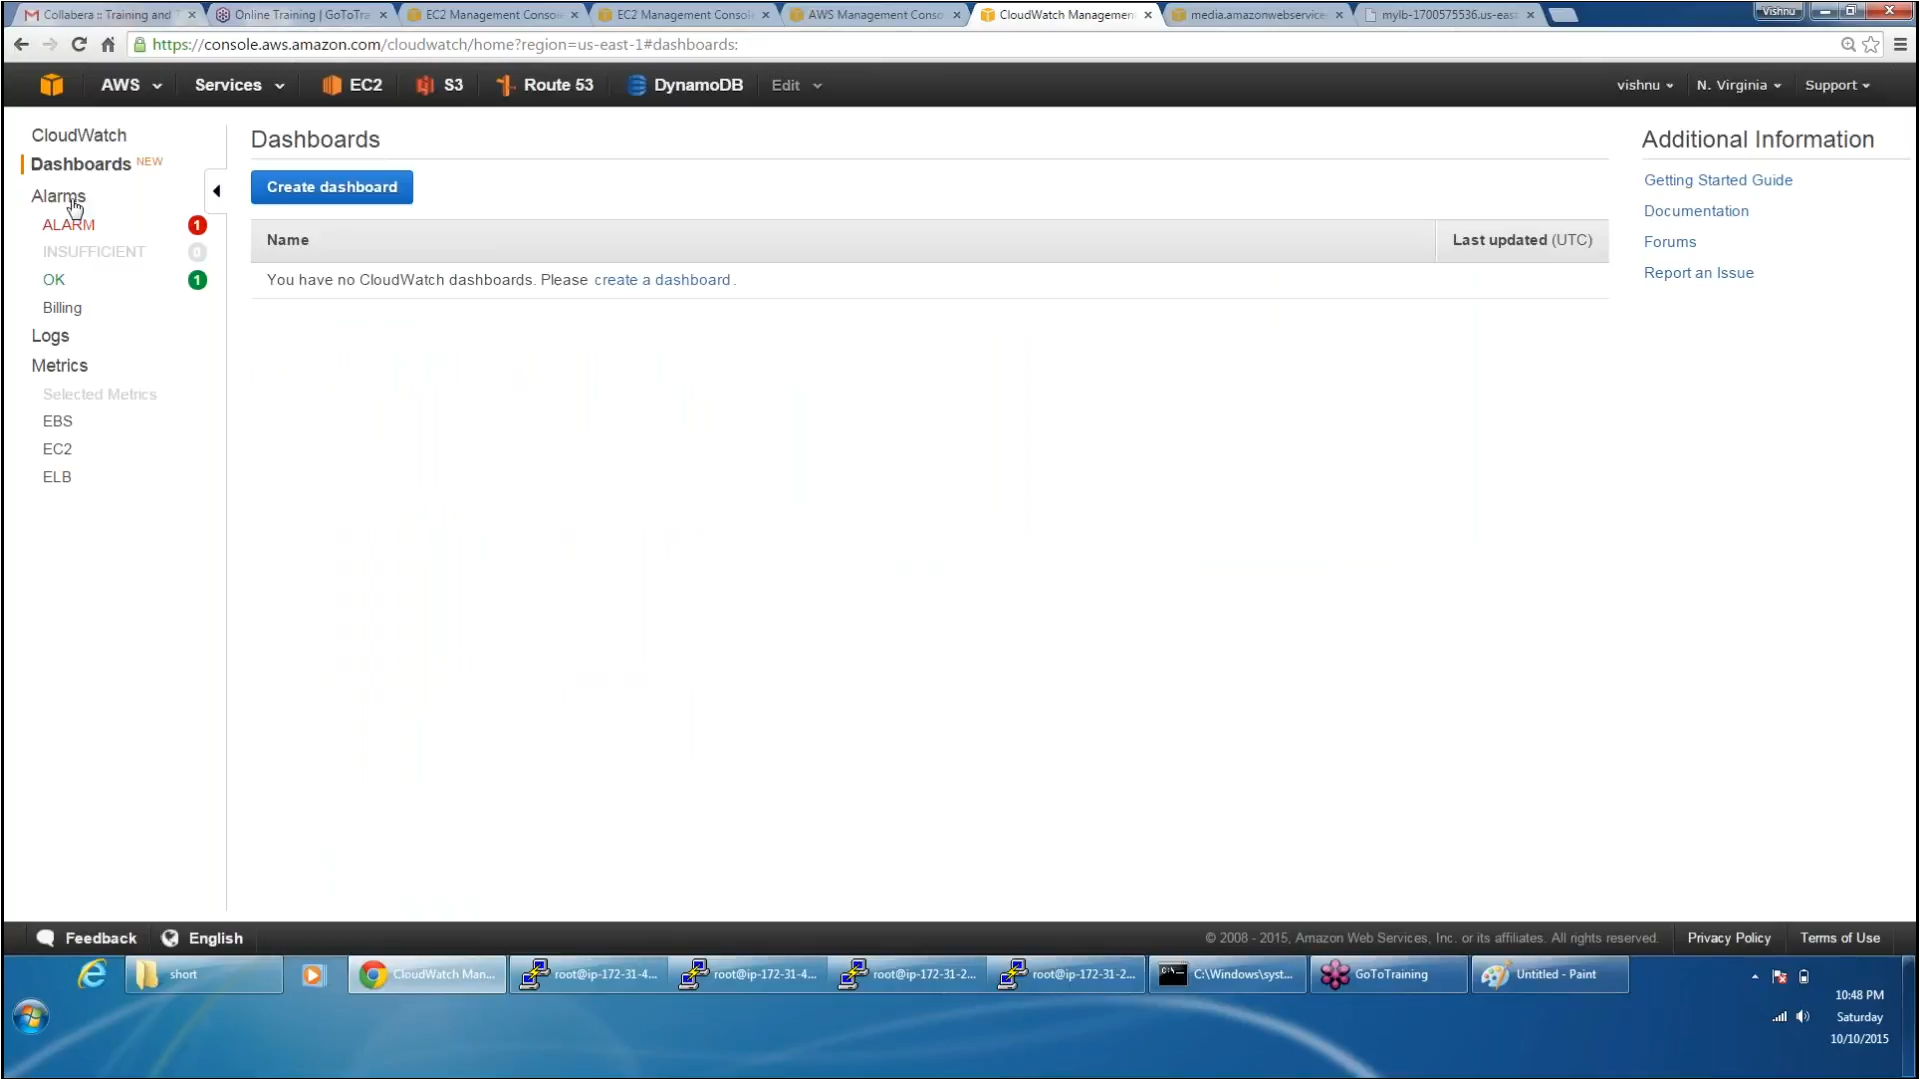 Collabera :: Training and T
Online Training | GoToTrai
EC2 Management Console
EC2 Management Console
AWS Management Conso
CloudWatch Managemen
media.amazonwebservice
mylb-1700575536.us-east
Vishnu
https://console.aws.amazon.com/cloudwatch/home?region=us-east-1#dashboards:
AWS Services EC2 S3 Route 53 DynamoDB Edit vishnu N. Virginia Support
CloudWatch
Dashboards NEW
Alarms
ALARM 1
INSUFFICIENT 0
OK 1
Billing
Logs
Metrics
Selected Metrics
EBS
EC2
ELB
Dashboards
Create dashboard
Name Last updated (UTC)
You have no CloudWatch dashboards. Please create a dashboard.
Additional Information
Getting Started Guide
Documentation
Forums
Report an Issue
Feedback English © 2008 - 2015, Amazon Web Services, Inc. or its affiliates. All rights reserved. Privacy Policy Terms of Use
short
CloudWatch Man...
root@ip-172-31-4...
root@ip-172-31-4...
root@ip-172-31-2...
root@ip-172-31-2...
C:\Windows\syst...
GoToTraining
Untitled - Paint
10:48 PM
Saturday
10/10/2015